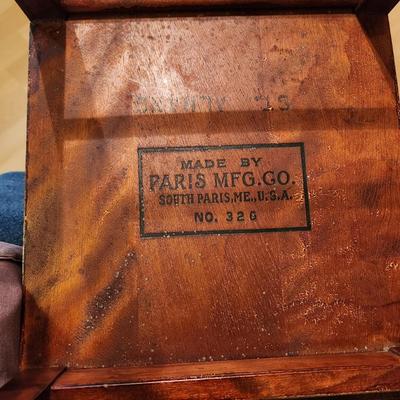 MADE BY
PARIS MFG. CO.
SOUTH PARIS, ME., U.S.A.
NO. 326